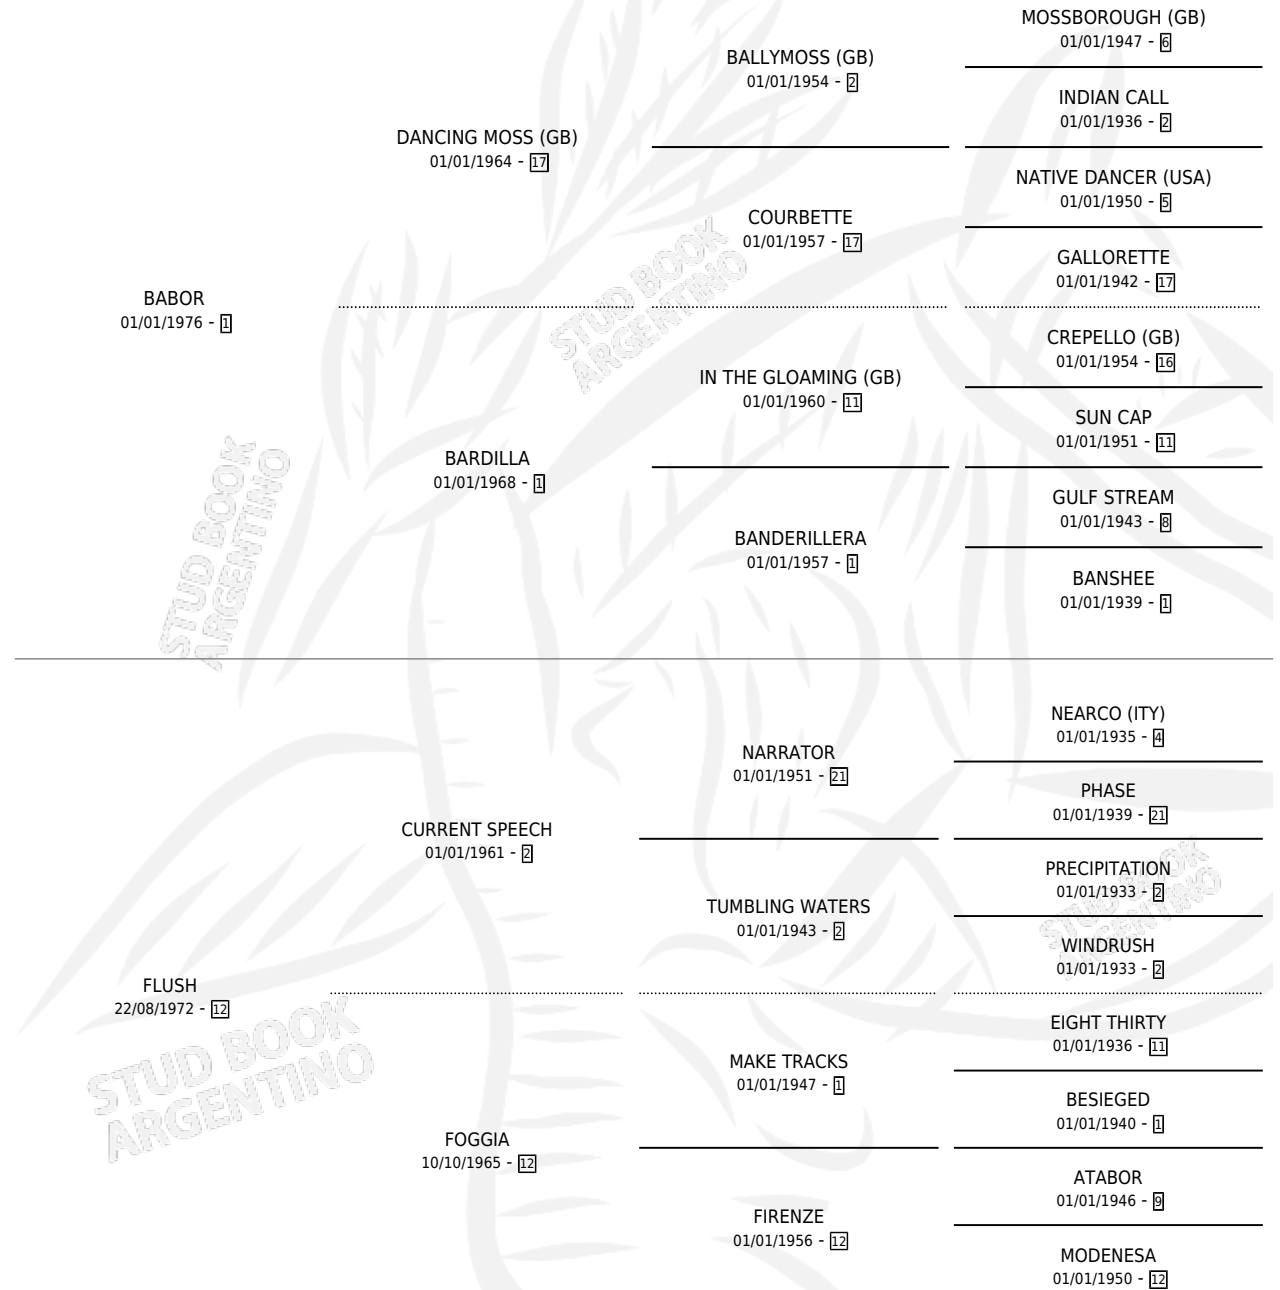 MOSSBOROUGH (GB)
01/01/1947 - 6
BALLYMOSS (GB)
01/01/1954 - 2
INDIAN CALL
01/01/1936 - 2
DANCING MOSS (GB)
01/01/1964 - 17
NATIVE DANCER (USA)
01/01/1950 - 5
COURBETTE
01/01/1957 - 17
GALLORETTE
01/01/1942 - 17
BABOR
01/01/1976 - 1
CREPELLO (GB)
01/01/1954 - 16
IN THE GLOAMING (GB)
01/01/1960 - 11
SUN CAP
01/01/1951 - 11
BARDILLA
01/01/1968 - 1
GULF STREAM
01/01/1943 - 8
BANDERILLERA
01/01/1957 - 1
BANSHEE
01/01/1939 - 1
NEARCO (ITY)
01/01/1935 - 4
NARRATOR
01/01/1951 - 21
PHASE
01/01/1939 - 21
CURRENT SPEECH
01/01/1961 - 2
PRECIPITATION
01/01/1933 - 2
TUMBLING WATERS
01/01/1943 - 2
WINDRUSH
01/01/1933 - 2
FLUSH
22/08/1972 - 12
EIGHT THIRTY
01/01/1936 - 11
MAKE TRACKS
01/01/1947 - 1
BESIEGED
01/01/1940 - 1
FOGGIA
10/10/1965 - 12
ATABOR
01/01/1946 - 9
FIRENZE
01/01/1956 - 12
MODENESA
01/01/1950 - 12
STUD BOOK
ARGENTINO
STUD BOOK
ARGENTINO
STUD BOOK
ARGENTINO
STUD BOOK
ARGENTINO